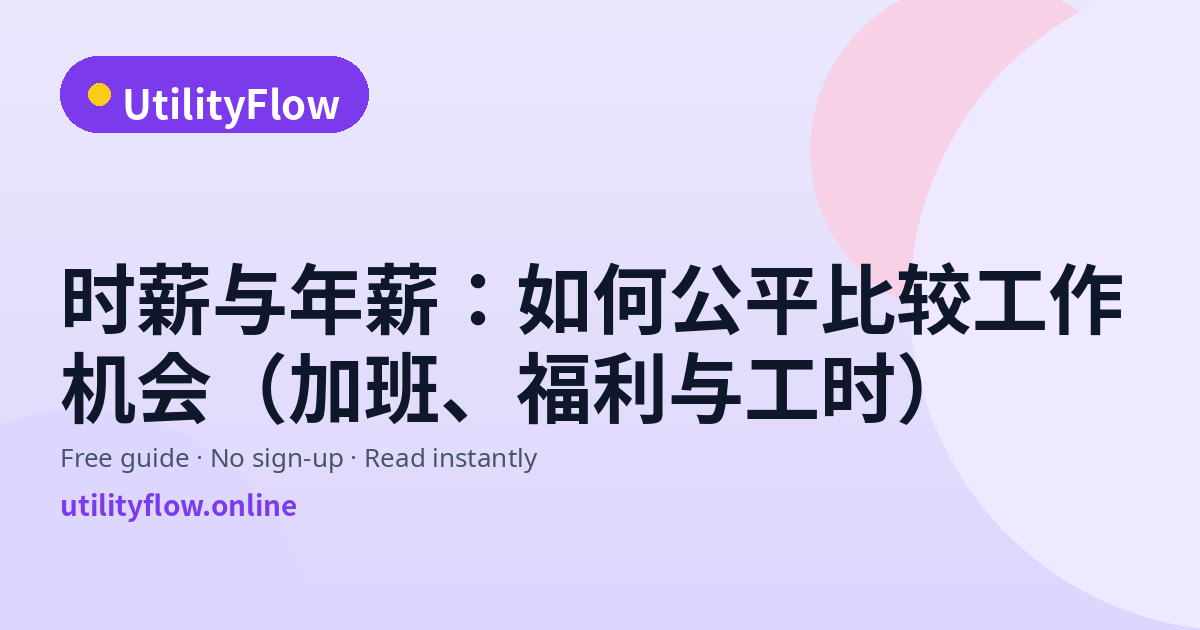 UtilityFlow
时薪与年薪：如何公平比较工作
机会（加班、福利与工时）
Free guide · No sign-up · Read instantly
utilityflow.online